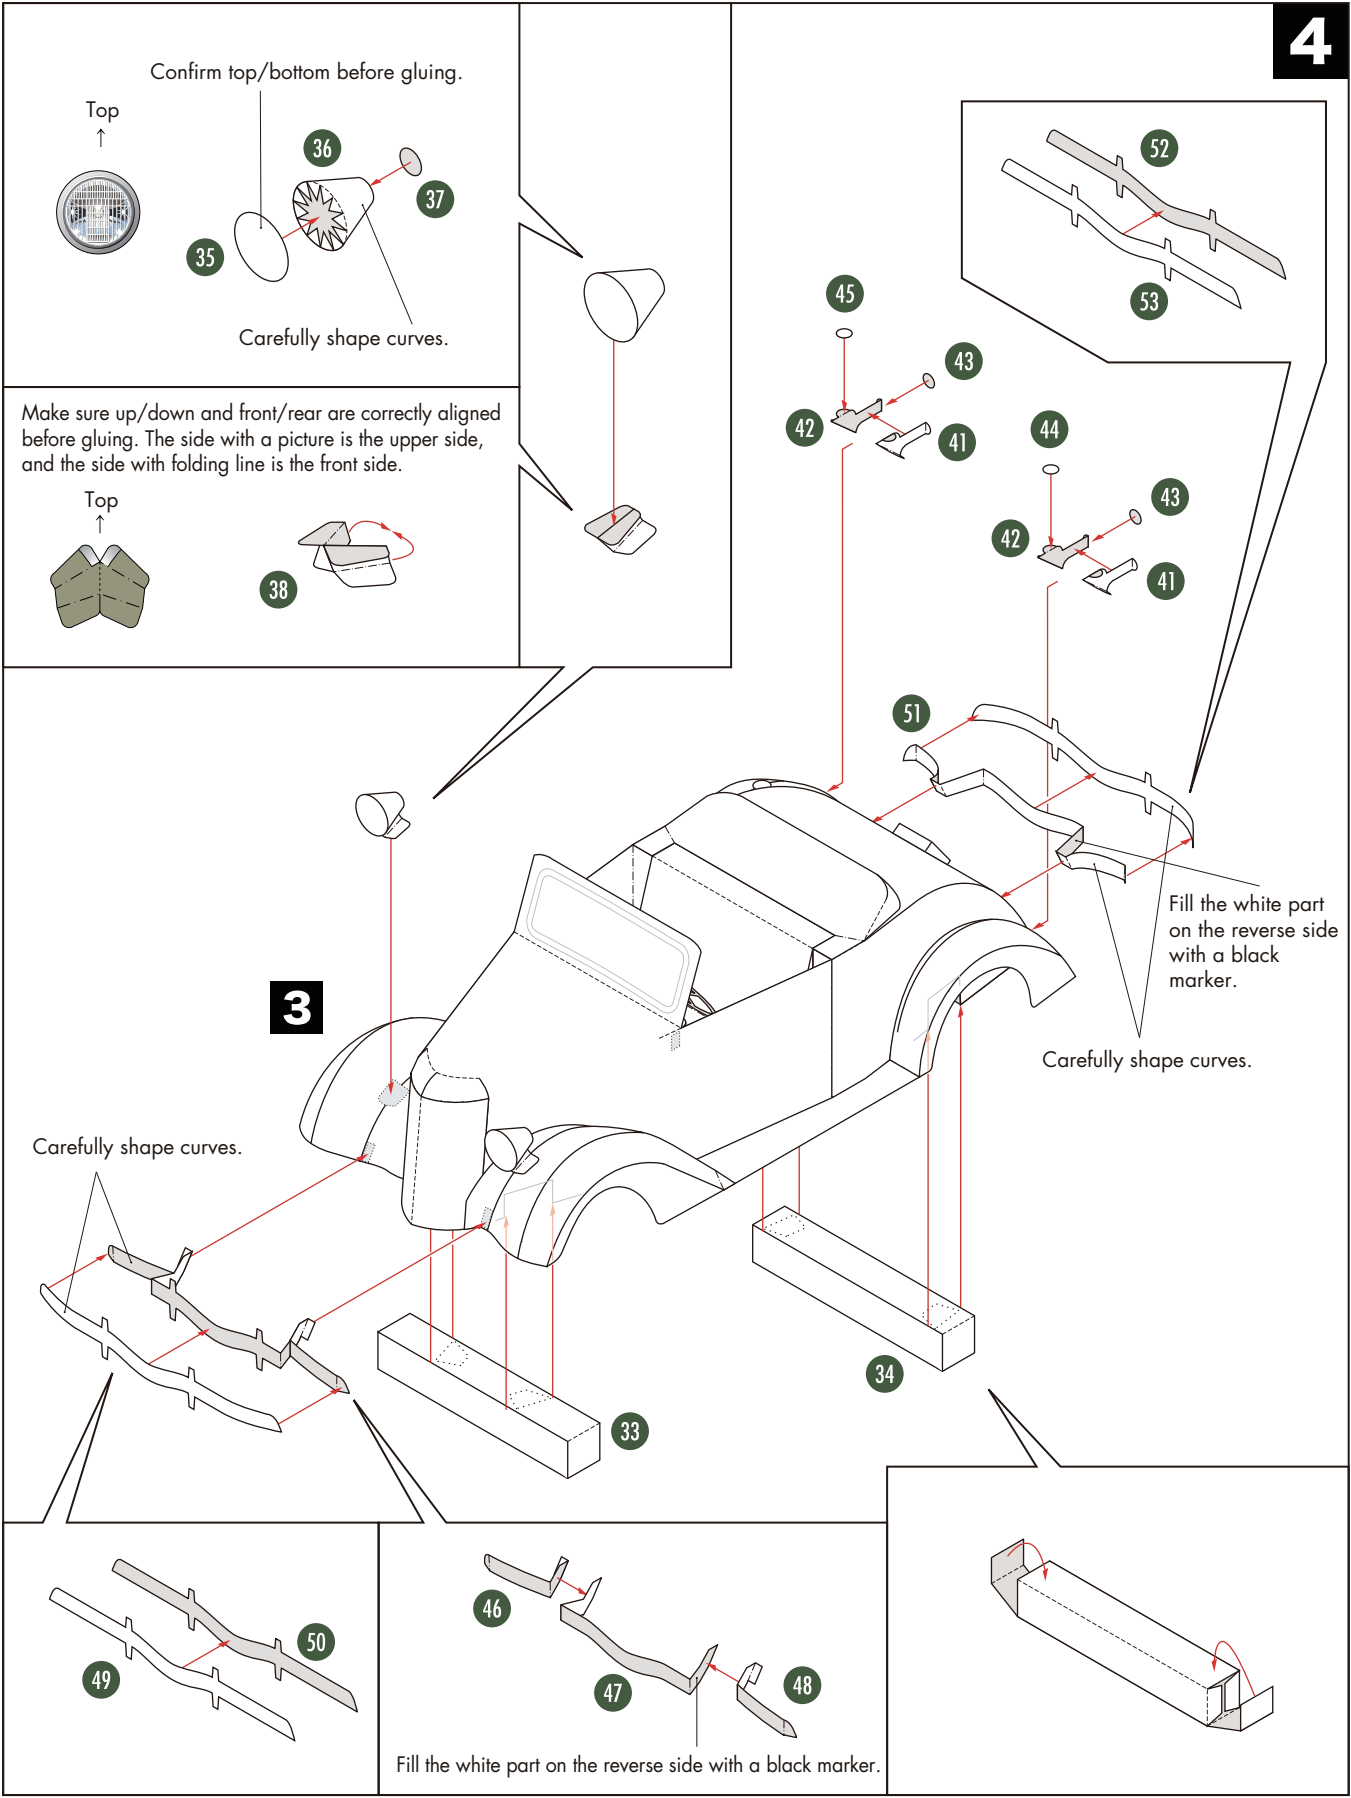 4
Confirm top/bottom before gluing.
Top
36
37
35
Carefully shape curves.
Make sure up/down and front/rear are correctly aligned
before gluing. The side with a picture is the upper side,
and the side with folding line is the front side.
Top
38
52
53
45
43
42
41
44
43
42
41
51
Fill the white part
on the reverse side
with a black
marker.
Carefully shape curves.
3
Carefully shape curves.
34
33
50
49
46
47
48
Fill the white part on the reverse side with a black marker.